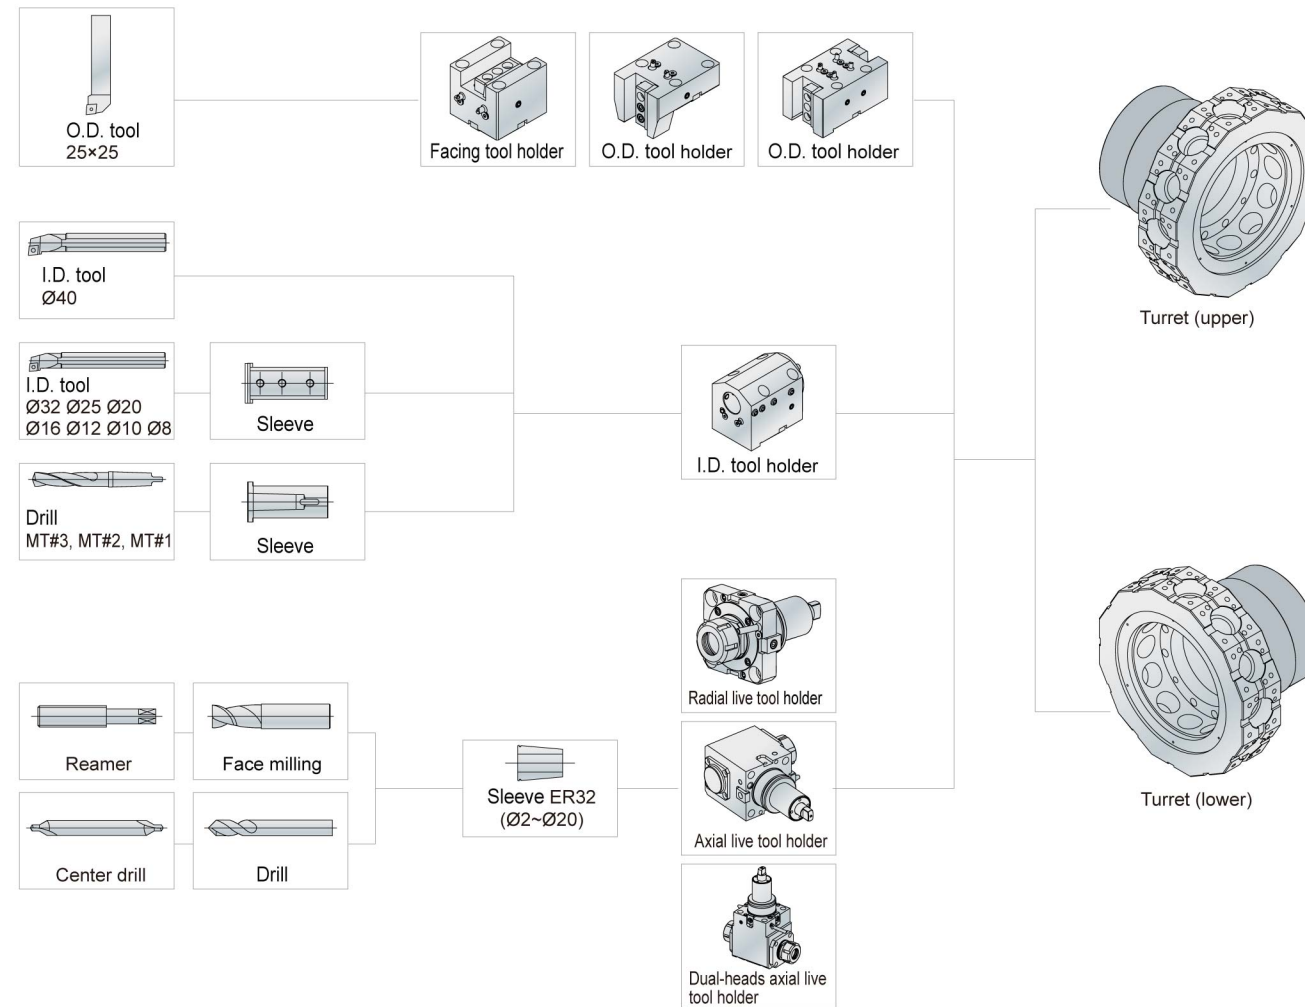 O.D. tool
25×25
Facing tool holder
O.D. tool holder
O.D. tool holder
Turret (upper)
I.D. tool
Ø40
I.D. tool
Ø32 Ø25 Ø20
Ø16 Ø12 Ø10 Ø8
Sleeve
I.D. tool holder
Drill
MT#3, MT#2, MT#1
Sleeve
Radial live tool holder
Reamer
Face milling
Sleeve ER32
(Ø2~Ø20)
Axial live tool holder
Turret (lower)
Center drill
Drill
Dual-heads axial live
tool holder